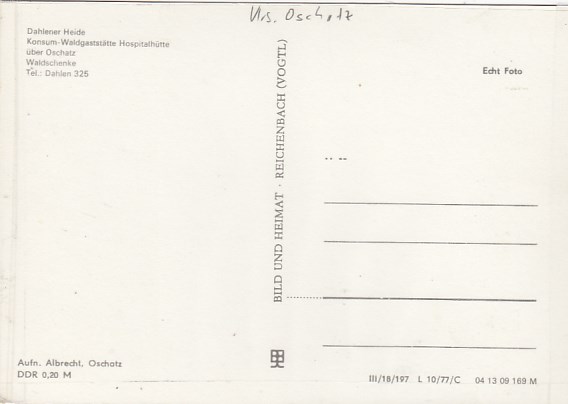 Krs. Oschatz
Dahlener Heide
Konsum-Waldgaststätte Hospitalhütte
über Oschatz
Waldschenke
Tel.: Dahlen 325
Echt Foto
BILD UND HEIMAT · REICHENBACH (VOGTL)
Aufn. Albrecht, Oschatz
DDR 0,20 M
III/18/197 L 10/77/C 04 13 09 169 M